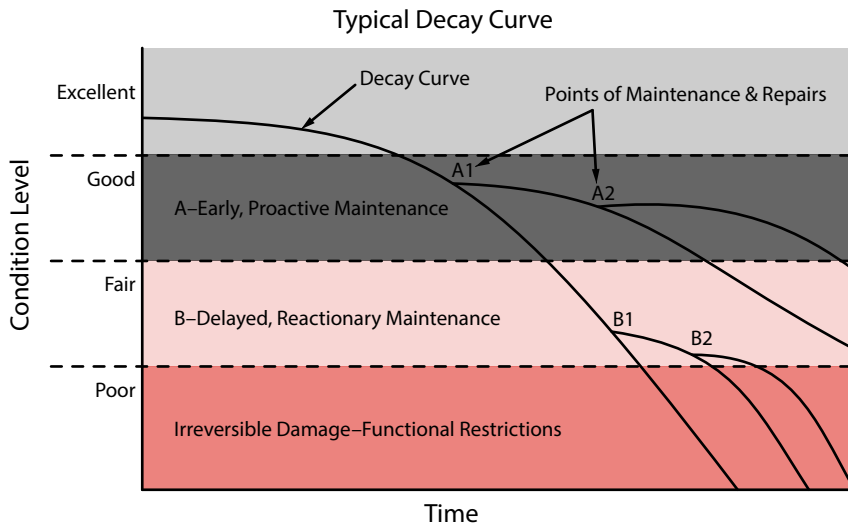 Typical Decay Curve
Excellent
Decay Curve
Points of Maintenance & Repairs
Good
A1
A2
A–Early, Proactive Maintenance
Condition Level
Fair
B–Delayed, Reactionary Maintenance
B1
B2
Poor
Irreversible Damage–Functional Restrictions
Time